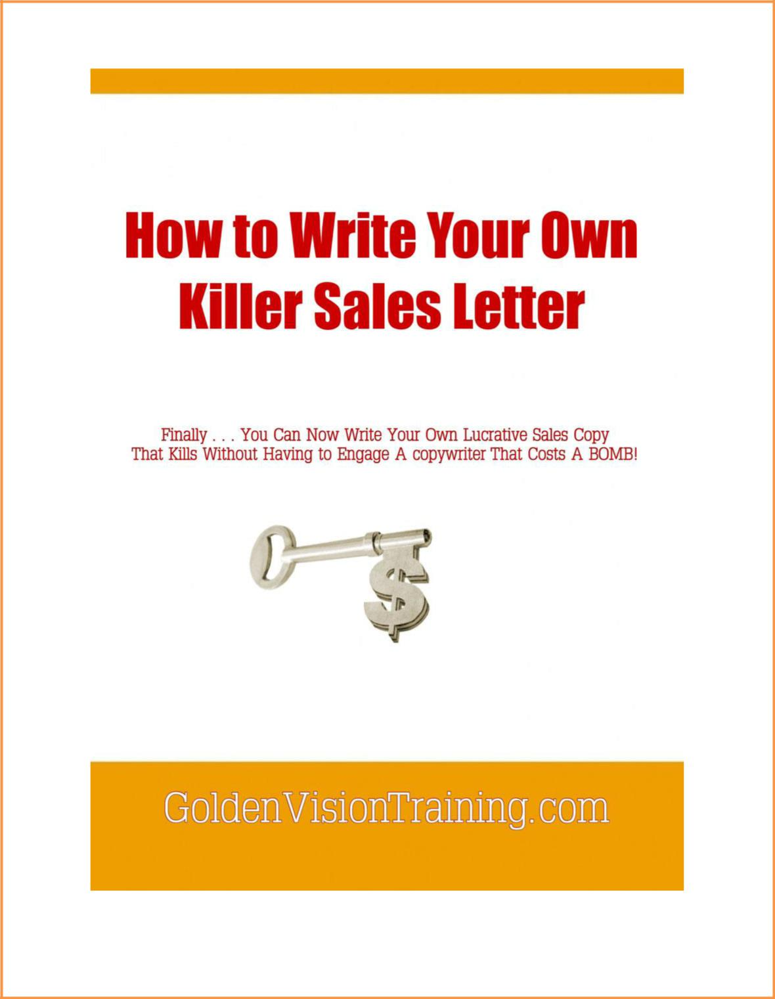 How to Write Your Own
Killer Sales Letter
Finally . . . You Can Now Write Your Own Lucrative Sales Copy
That Kills Without Having to Engage A copywriter That Costs A BOMB!
$
GoldenVisionTraining.com